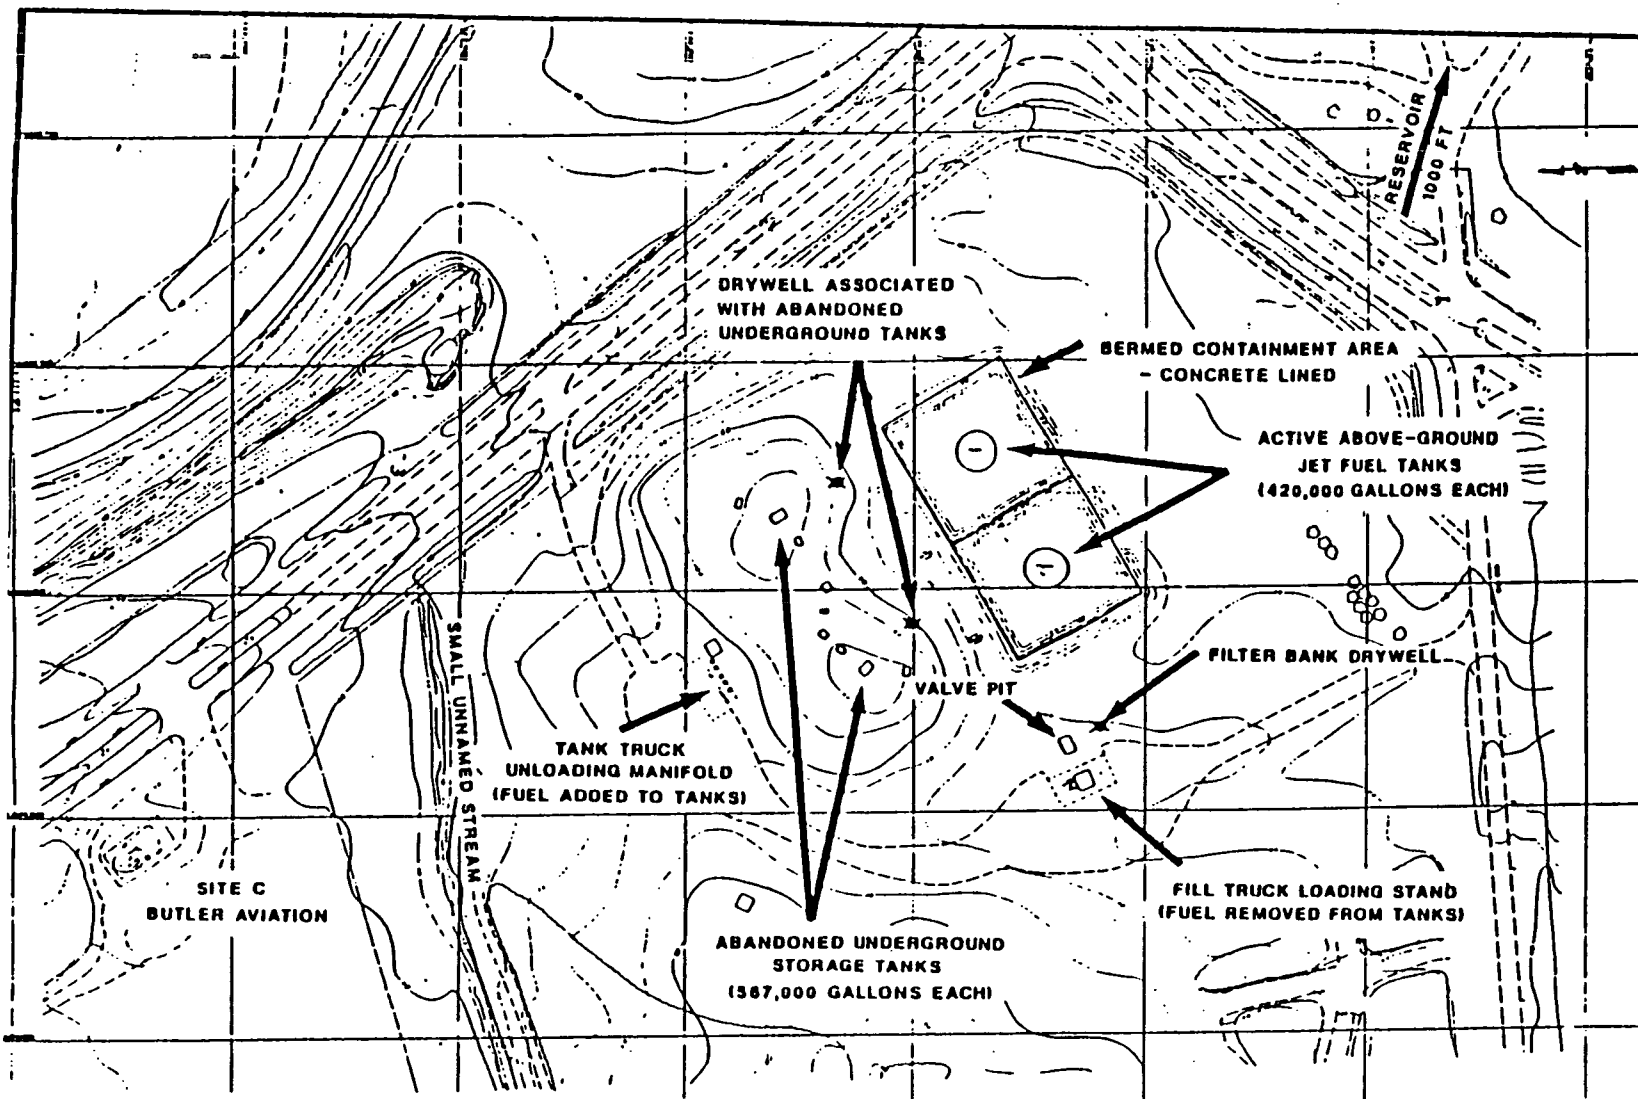 RESERVOIR
1000 FT
DRYWELL ASSOCIATED
WITH ABANDONED
UNDERGROUND TANKS
BERMED CONTAINMENT AREA
- CONCRETE LINED
ACTIVE ABOVE-GROUND
JET FUEL TANKS
(420,000 GALLONS EACH)
SMALL UNNAMED STREAM
FILTER BANK DRYWELL
VALVE PIT
TANK TRUCK
UNLOADING MANIFOLD
(FUEL ADDED TO TANKS)
SITE C
BUTLER AVIATION
FILL TRUCK LOADING STAND
(FUEL REMOVED FROM TANKS)
ABANDONED UNDERGROUND
STORAGE TANKS
(567,000 GALLONS EACH)